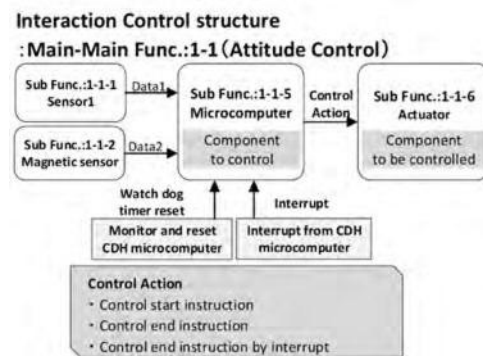 Interaction Control structure
:Main-Main Func.:1-1(Attitude Control)
Sub Func.:1-1-1
Sensor1
Data1
Sub Func.:1-1-2
Magnetic sensor
Data2
Sub Func.:1-1-5
Microcomputer
Component
to control
Control
Action
Sub Func.:1-1-6
Actuator
Component
to be controlled
Watch dog
timer reset
Interrupt
Monitor and reset
CDH microcomputer
Interrupt from CDH
microcomputer
Control Action
・Control start instruction
・Control end instruction
・Control end instruction by interrupt